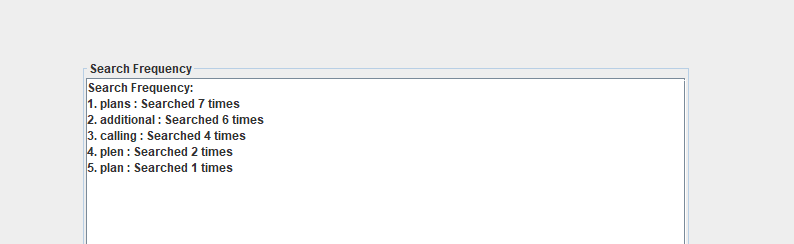 Search Frequency
Search Frequency:
1. plans : Searched 7 times
2. additional : Searched 6 times
3. calling : Searched 4 times
4. plen : Searched 2 times
5. plan : Searched 1 times